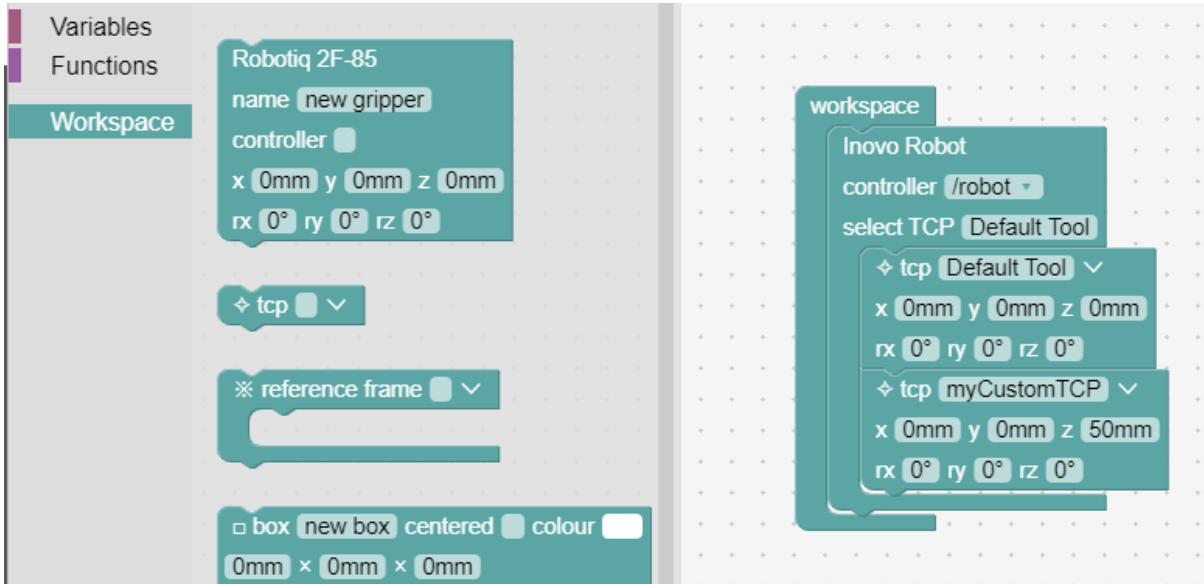 Variables
Functions
Workspace
Robotiq 2F-85
name new gripper
controller
x 0mm y 0mm z 0mm
rx 0° ry 0° rz 0°
tcp
※ reference frame
box new box centered colour
0mm × 0mm × 0mm
workspace
Inovo Robot
controller /robot
select TCP Default Tool
tcp Default Tool
x 0mm y 0mm z 0mm
rx 0° ry 0° rz 0°
tcp myCustomTCP
x 0mm y 0mm z 50mm
rx 0° ry 0° rz 0°